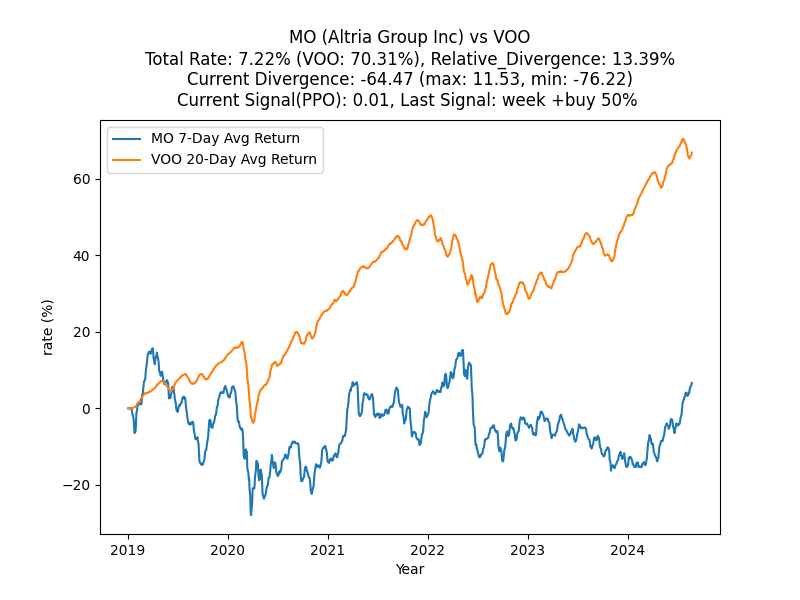 MO (Altria Group Inc) vs VOO
Total Rate: 7.22% (VOO: 70.31%), Relative_Divergence: 13.39%
Current Divergence: -64.47 (max: 11.53, min: -76.22)
Current Signal(PPO): 0.01, Last Signal: week +buy 50%
MO 7-Day Avg Return
VOO 20-Day Avg Return
60
40
20
0
−20
rate (%)
2019 2020 2021 2022 2023 2024
Year